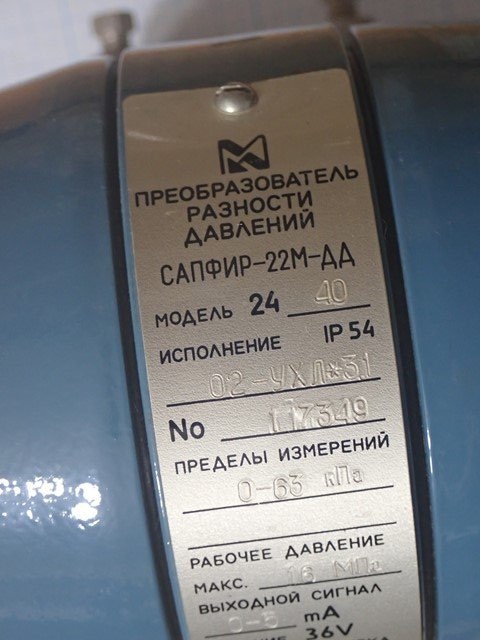 ПРЕОБРАЗОВАТЕЛЬ
РАЗНОСТИ
ДАВЛЕНИЙ
САПФИР-22М-ДД
МОДЕЛЬ 24 40
ИСПОЛНЕНИЕ IP 54
02-УХЛ*3.1
No 117349
ПРЕДЕЛЫ ИЗМЕРЕНИЙ
0-63 кПа
РАБОЧЕЕ ДАВЛЕНИЕ
МАКС. 16 МПа
ВЫХОДНОЙ СИГНАЛ
0-5 mA
36V